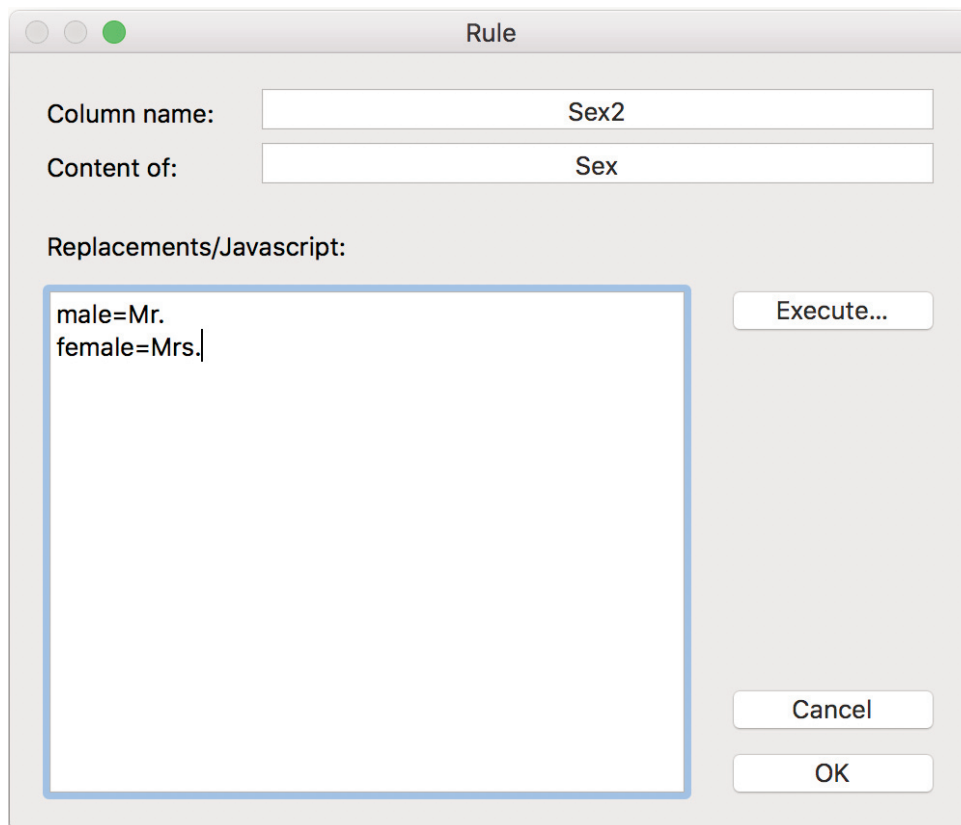 Rule
Column name:
Sex2
Content of:
Sex
Replacements/Javascript:
male=Mr.
female=Mrs.
Execute...
Cancel
OK